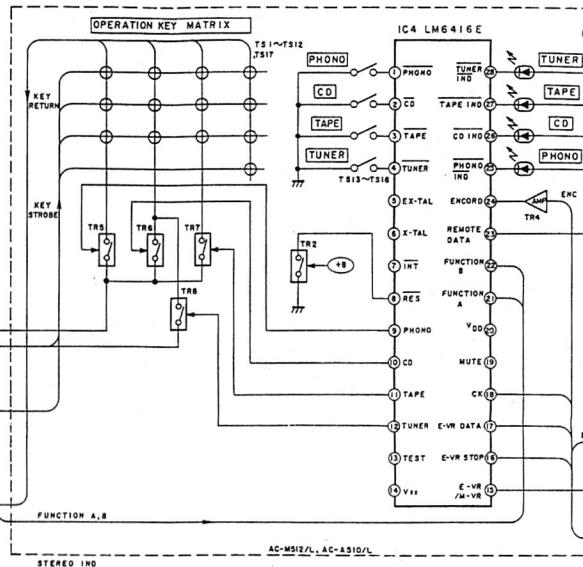 OPERATION KEY MATRIX
TS1~TS12
,TS17
KEY
RETURN
KEY
STROBE
TR5
TR6
TR7
TR8
FUNCTION A,B
STEREO IND
PHONO
CD
TAPE
TUNER
TS13~TS16
TR2
+B
IC4 LM6416E
1 PHONO
2 CD
3 TAPE
4 TUNER
5 EX-TAL
6 X-TAL
7 INT
8 RES
9 PHONO
10 CD
11 TAPE
12 TUNER
13 TEST
14 Vss
TUNER
IND 28
TAPE IND 27
CD IND 26
PHONO
IND 25
ENCORD 24
REMOTE
DATA 23
FUNCTION
B 22
FUNCTION
A 21
VDD 20
MUTE 19
CK 18
E-VR DATA 17
E-VR STOP 16
E-VR
/M-VR 15
TUNER
TAPE
CD
PHONO
AMP
TR4
ENC
AC-M512/L, AC-A510/L